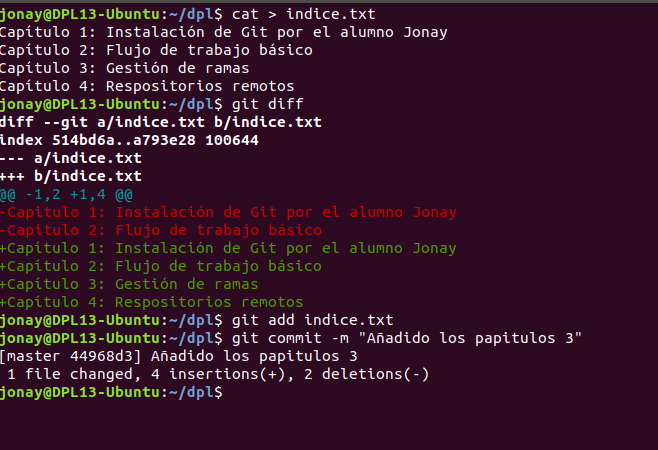 jonay@DPL13-Ubuntu:~/dpl$ cat > indice.txt
Capítulo 1: Instalación de Git por el alumno Jonay
Capítulo 2: Flujo de trabajo básico
Capítulo 3: Gestión de ramas
Capítulo 4: Respositorios remotos
jonay@DPL13-Ubuntu:~/dpl$ git diff
diff --git a/indice.txt b/indice.txt
index 514bd6a..a793e28 100644
--- a/indice.txt
+++ b/indice.txt
@@ -1,2 +1,4 @@
-Capítulo 1: Instalación de Git por el alumno Jonay
-Capítulo 2: Flujo de trabajo básico
+Capítulo 1: Instalación de Git por el alumno Jonay
+Capítulo 2: Flujo de trabajo básico
+Capítulo 3: Gestión de ramas
+Capítulo 4: Respositorios remotos
jonay@DPL13-Ubuntu:~/dpl$ git add indice.txt
jonay@DPL13-Ubuntu:~/dpl$ git commit -m "Añadido los papitulos 3"
[master 44968d3] Añadido los papitulos 3
 1 file changed, 4 insertions(+), 2 deletions(-)
jonay@DPL13-Ubuntu:~/dpl$